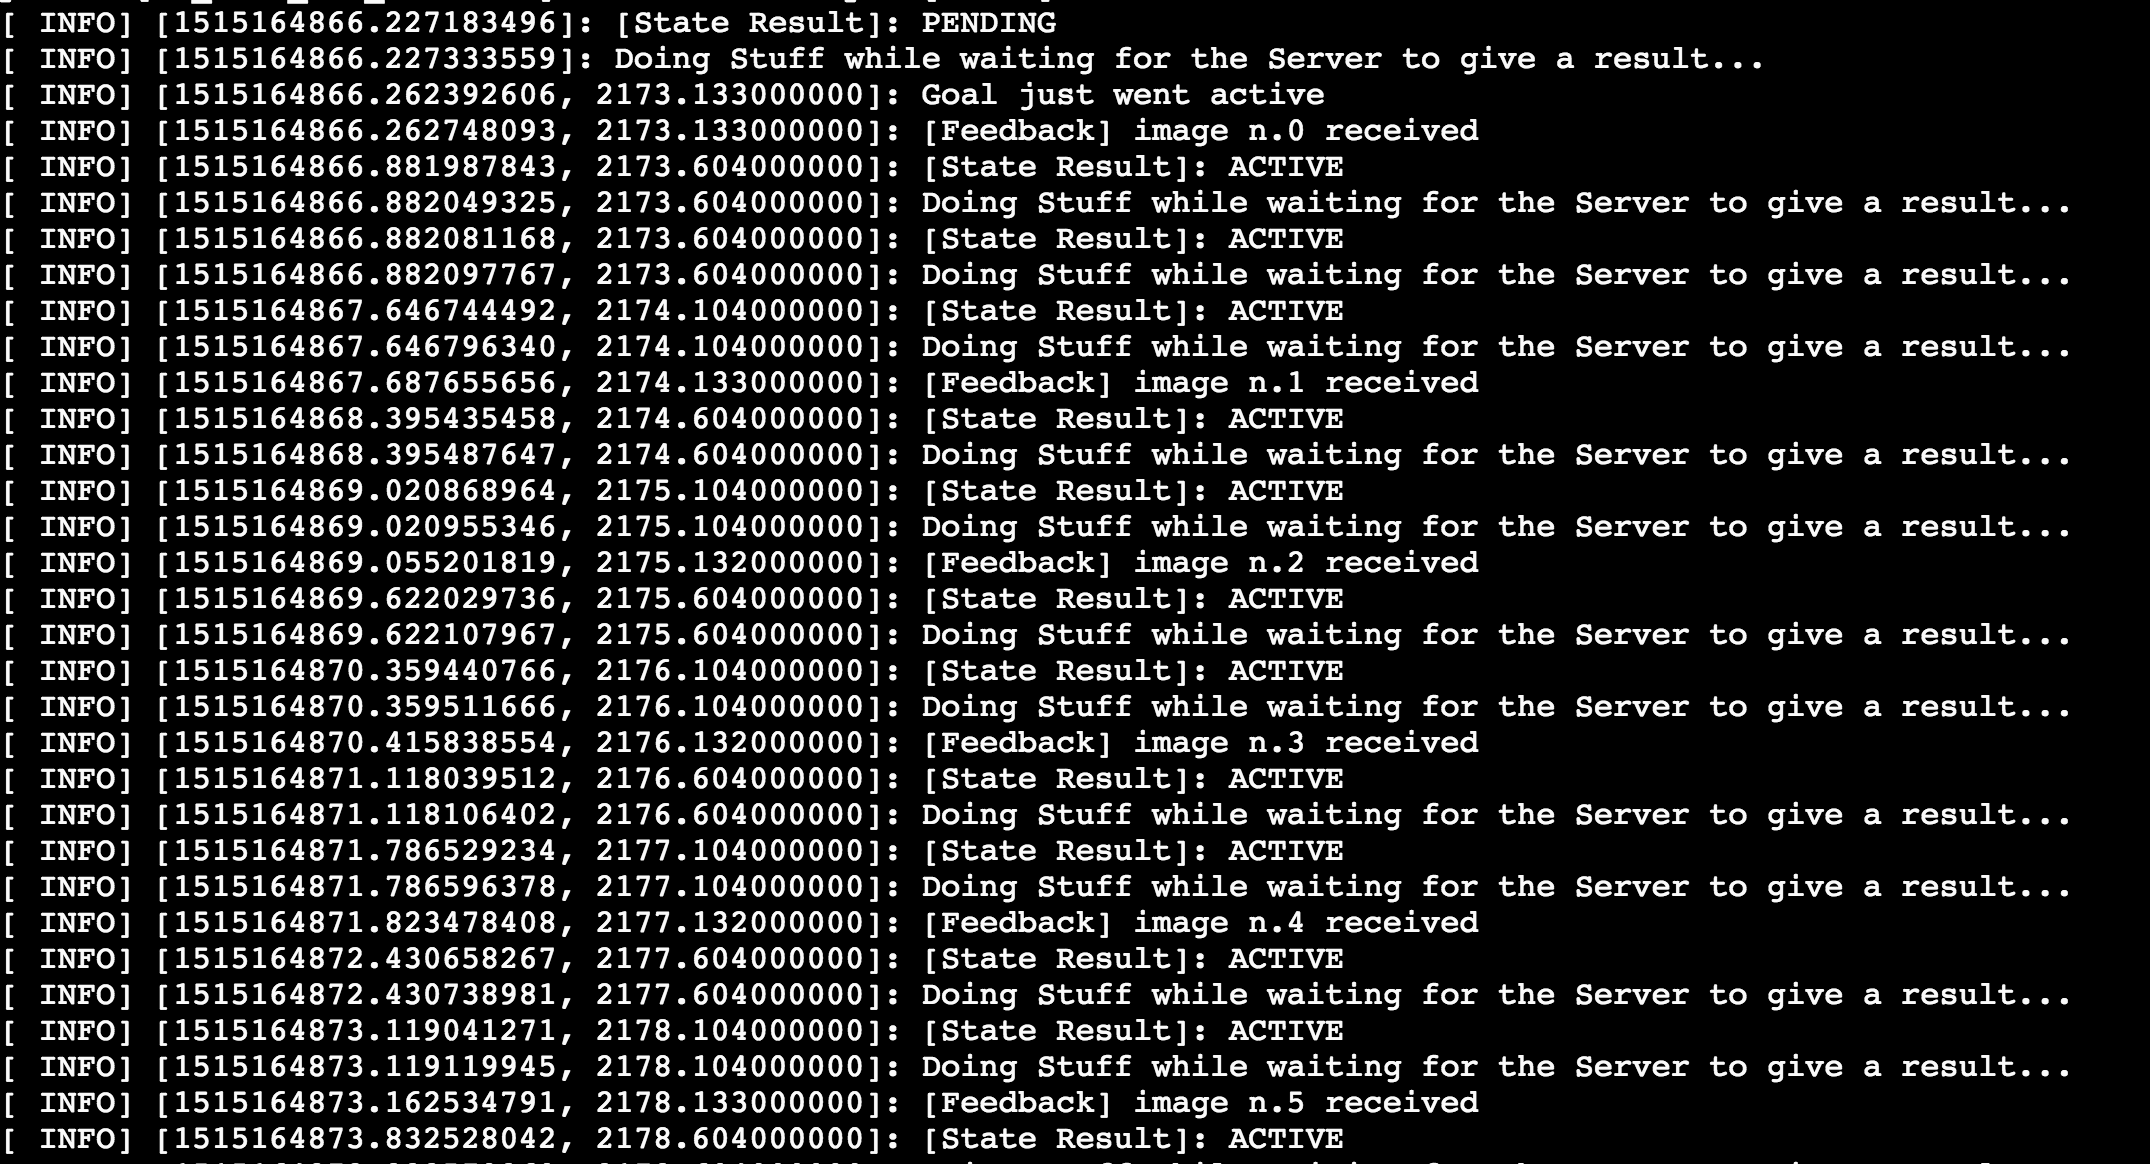 [ INFO] [1515164866.227183496]: [State Result]: PENDING
[ INFO] [1515164866.227333559]: Doing Stuff while waiting for the Server to give a result...
[ INFO] [1515164866.262392606, 2173.133000000]: Goal just went active
[ INFO] [1515164866.262748093, 2173.133000000]: [Feedback] image n.0 received
[ INFO] [1515164866.881987843, 2173.604000000]: [State Result]: ACTIVE
[ INFO] [1515164866.882049325, 2173.604000000]: Doing Stuff while waiting for the Server to give a result...
[ INFO] [1515164866.882081168, 2173.604000000]: [State Result]: ACTIVE
[ INFO] [1515164866.882097767, 2173.604000000]: Doing Stuff while waiting for the Server to give a result...
[ INFO] [1515164867.646744492, 2174.104000000]: [State Result]: ACTIVE
[ INFO] [1515164867.646796340, 2174.104000000]: Doing Stuff while waiting for the Server to give a result...
[ INFO] [1515164867.687655656, 2174.133000000]: [Feedback] image n.1 received
[ INFO] [1515164868.395435458, 2174.604000000]: [State Result]: ACTIVE
[ INFO] [1515164868.395487647, 2174.604000000]: Doing Stuff while waiting for the Server to give a result...
[ INFO] [1515164869.020868964, 2175.104000000]: [State Result]: ACTIVE
[ INFO] [1515164869.020955346, 2175.104000000]: Doing Stuff while waiting for the Server to give a result...
[ INFO] [1515164869.055201819, 2175.132000000]: [Feedback] image n.2 received
[ INFO] [1515164869.622029736, 2175.604000000]: [State Result]: ACTIVE
[ INFO] [1515164869.622107967, 2175.604000000]: Doing Stuff while waiting for the Server to give a result...
[ INFO] [1515164870.359440766, 2176.104000000]: [State Result]: ACTIVE
[ INFO] [1515164870.359511666, 2176.104000000]: Doing Stuff while waiting for the Server to give a result...
[ INFO] [1515164870.415838554, 2176.132000000]: [Feedback] image n.3 received
[ INFO] [1515164871.118039512, 2176.604000000]: [State Result]: ACTIVE
[ INFO] [1515164871.118106402, 2176.604000000]: Doing Stuff while waiting for the Server to give a result...
[ INFO] [1515164871.786529234, 2177.104000000]: [State Result]: ACTIVE
[ INFO] [1515164871.786596378, 2177.104000000]: Doing Stuff while waiting for the Server to give a result...
[ INFO] [1515164871.823478408, 2177.132000000]: [Feedback] image n.4 received
[ INFO] [1515164872.430658267, 2177.604000000]: [State Result]: ACTIVE
[ INFO] [1515164872.430738981, 2177.604000000]: Doing Stuff while waiting for the Server to give a result...
[ INFO] [1515164873.119041271, 2178.104000000]: [State Result]: ACTIVE
[ INFO] [1515164873.119119945, 2178.104000000]: Doing Stuff while waiting for the Server to give a result...
[ INFO] [1515164873.162534791, 2178.133000000]: [Feedback] image n.5 received
[ INFO] [1515164873.832528042, 2178.604000000]: [State Result]: ACTIVE